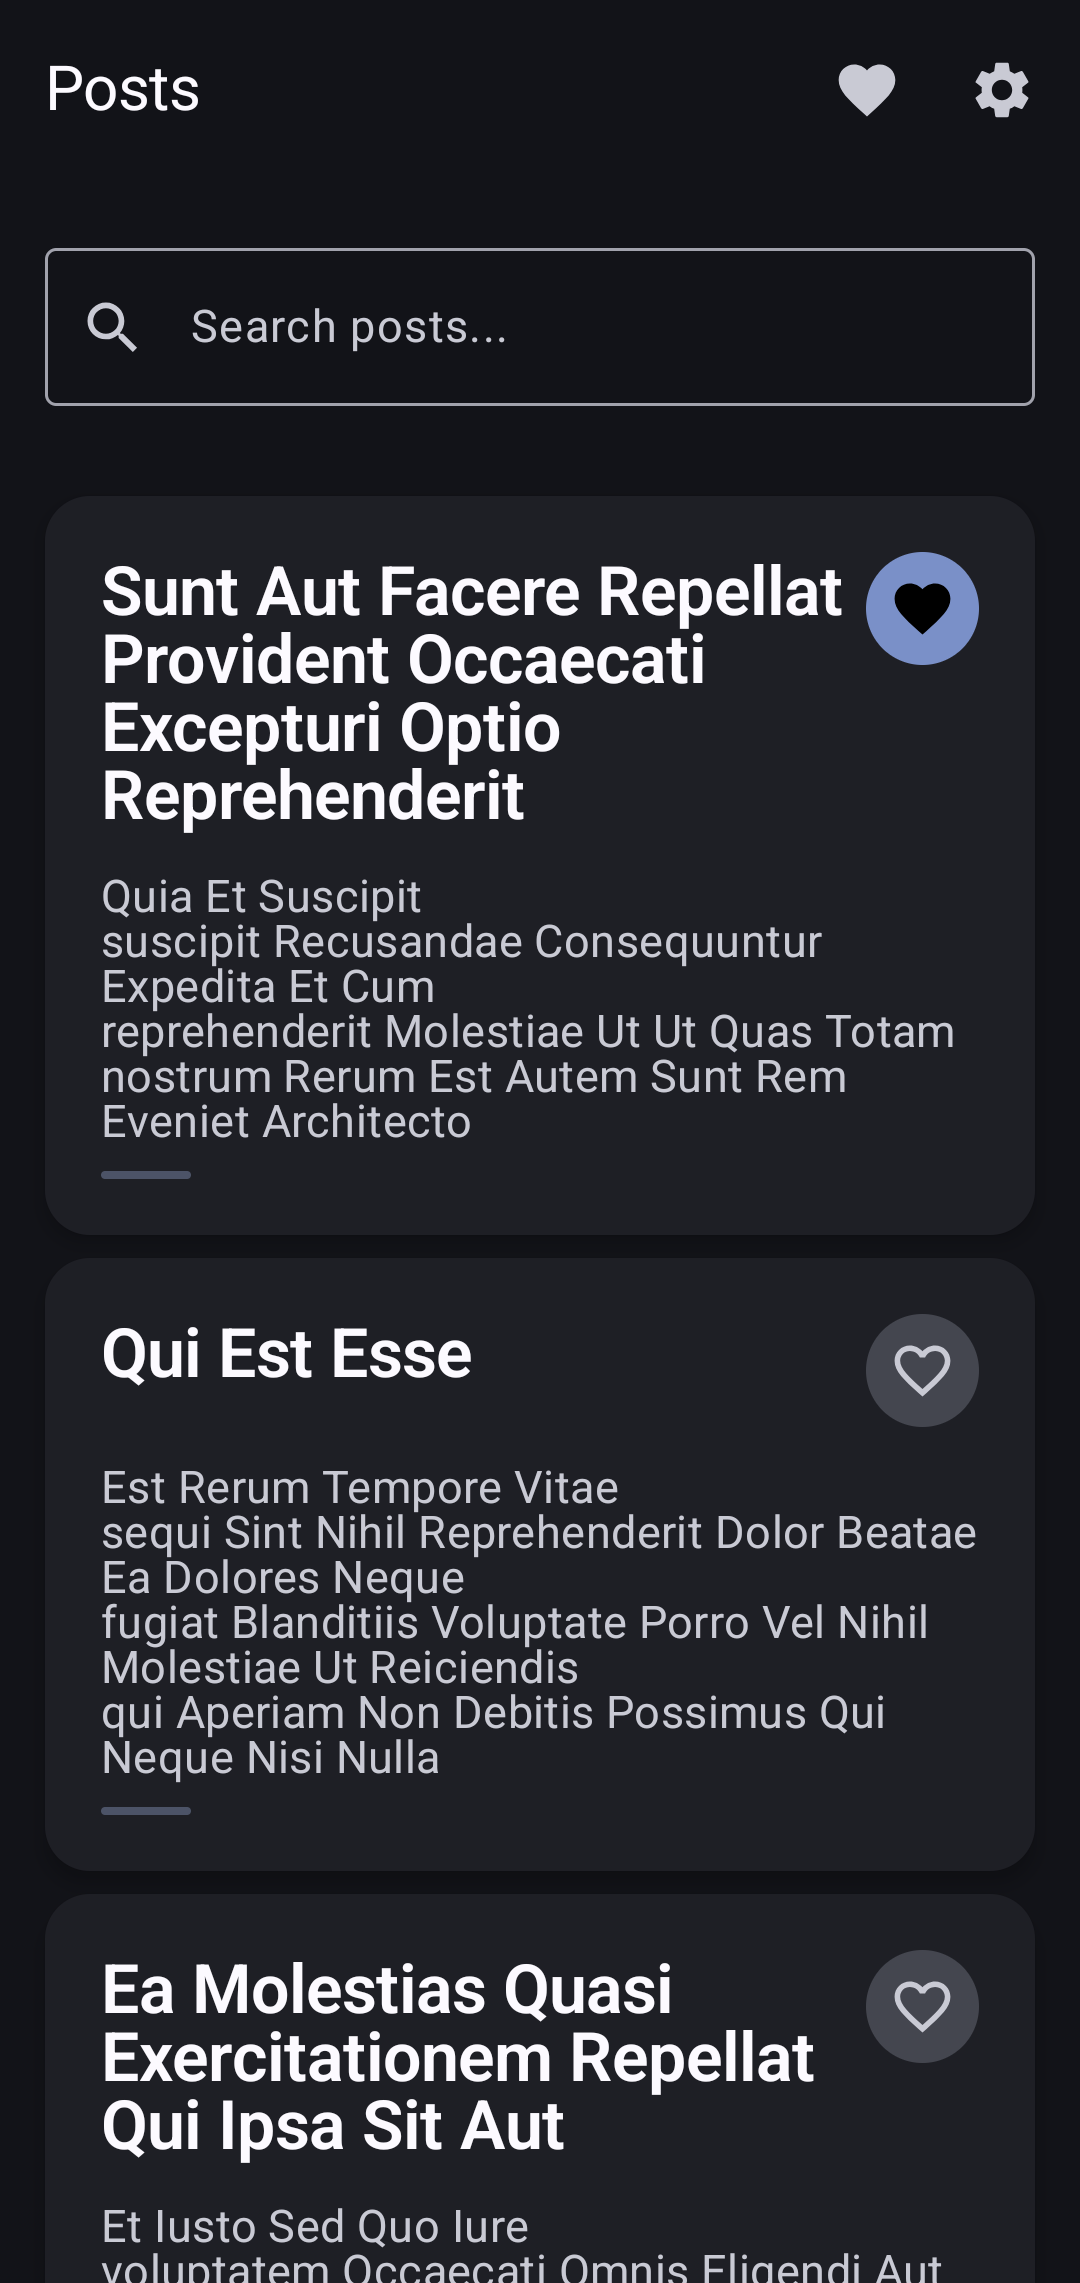 Posts
Search posts...
Sunt Aut Facere Repellat
Provident Occaecati
Excepturi Optio
Reprehenderit
Quia Et Suscipit
suscipit Recusandae Consequuntur
Expedita Et Cum
reprehenderit Molestiae Ut Ut Quas Totam
nostrum Rerum Est Autem Sunt Rem
Eveniet Architecto
Qui Est Esse
Est Rerum Tempore Vitae
sequi Sint Nihil Reprehenderit Dolor Beatae
Ea Dolores Neque
fugiat Blanditiis Voluptate Porro Vel Nihil
Molestiae Ut Reiciendis
qui Aperiam Non Debitis Possimus Qui
Neque Nisi Nulla
Ea Molestias Quasi
Exercitationem Repellat
Qui Ipsa Sit Aut
Et Iusto Sed Quo Iure
voluptatem Occaecati Omnis Eligendi Aut